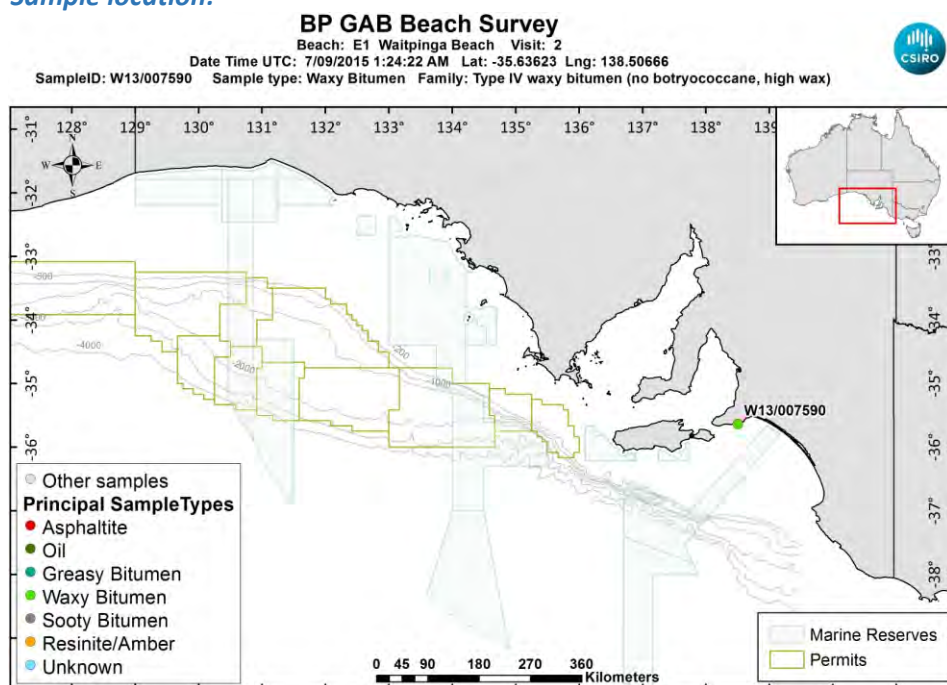 Sample location:
BP GAB Beach Survey
Beach: E1 Waitpinga Beach Visit: 2
Date Time UTC: 7/09/2015 1:24:22 AM Lat: -35.63623 Lng: 138.50666
SampleID: W13/007590 Sample type: Waxy Bitumen Family: Type IV waxy bitumen (no botryococcane, high wax)
CSIRO
128° 129° 130° 131° 132° 133° 134° 135° 136° 137° 138° 139
-31°
-32°
-33°
-34°
-35°
-36°
-37°
-38°
N
W E
S
-33°
-34°
-35°
-36°
-37°
-38°
-4000
-2000
-200
-1000
W13/007590
Other samples
Principal SampleTypes
Asphaltite
Oil
Greasy Bitumen
Waxy Bitumen
Sooty Bitumen
Resinite/Amber
Unknown
0 45 90 180 270 360
Kilometers
Marine Reserves
Permits